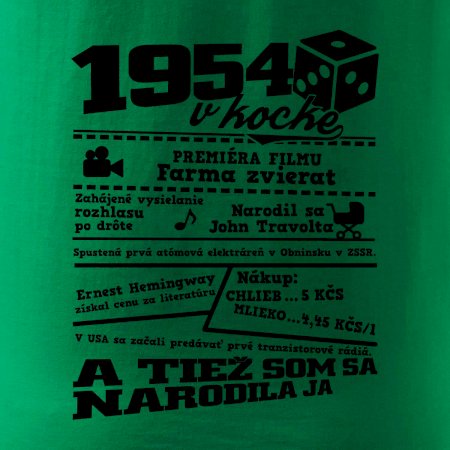 1954
v kocke
PREMIÉRA FILMU
Farma zvierat
Zahájené vysielanie
rozhlasu
po drôte
Narodil sa
John Travolta
Spustená prvá atómová elektráreň v Obninsku v ZSSR.
Ernest Hemingway
získal cenu za literatúru
Nákup:
CHLIEB...5 KČS
MLIEKO...4,45 KČS/l
V USA sa začali predávať prvé tranzistorové rádiá.
A TIEŽ SOM SA
NARODILA JA